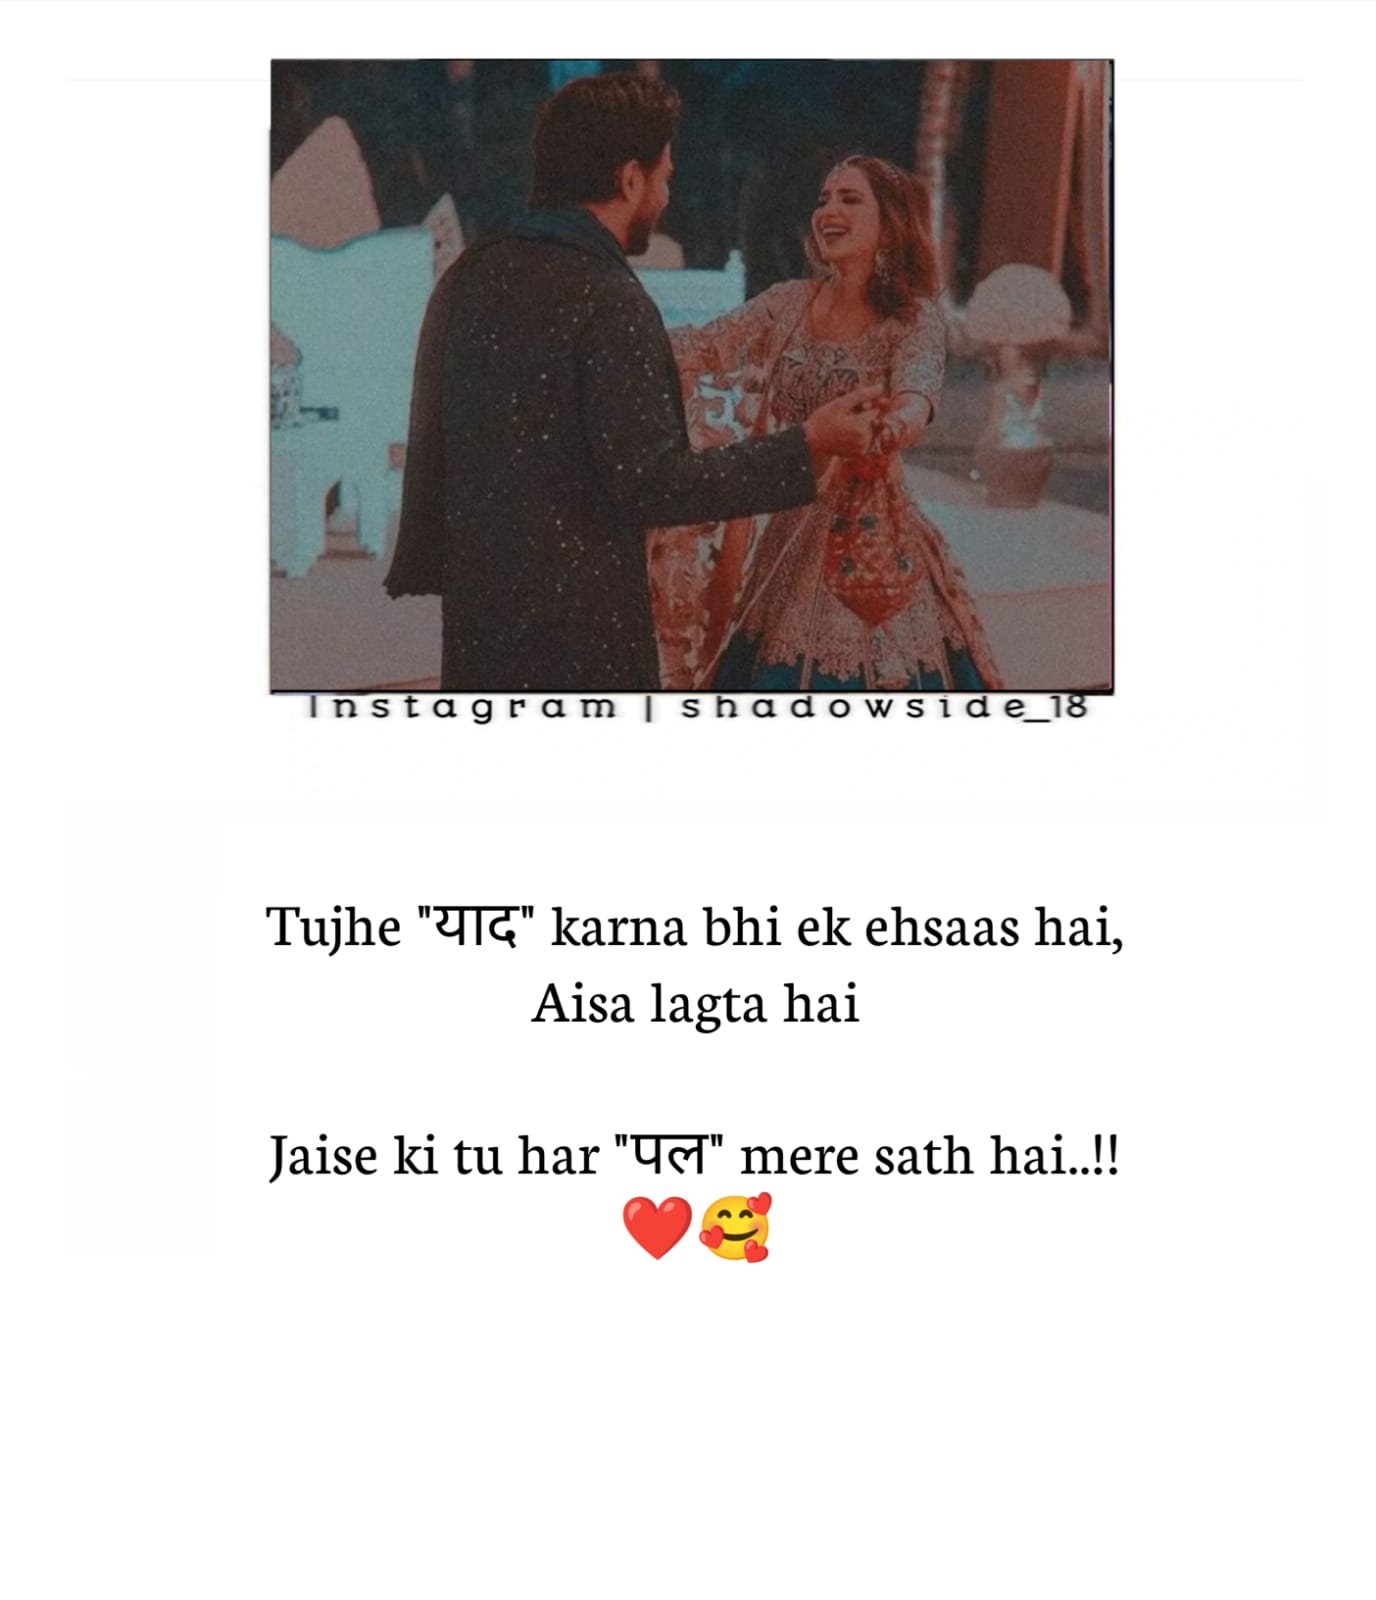 Instagram | shadowside_18
Tujhe "याद" karna bhi ek ehsaas hai,
Aisa lagta hai
Jaise ki tu har "पल" mere sath hai..!!
❤️🥰